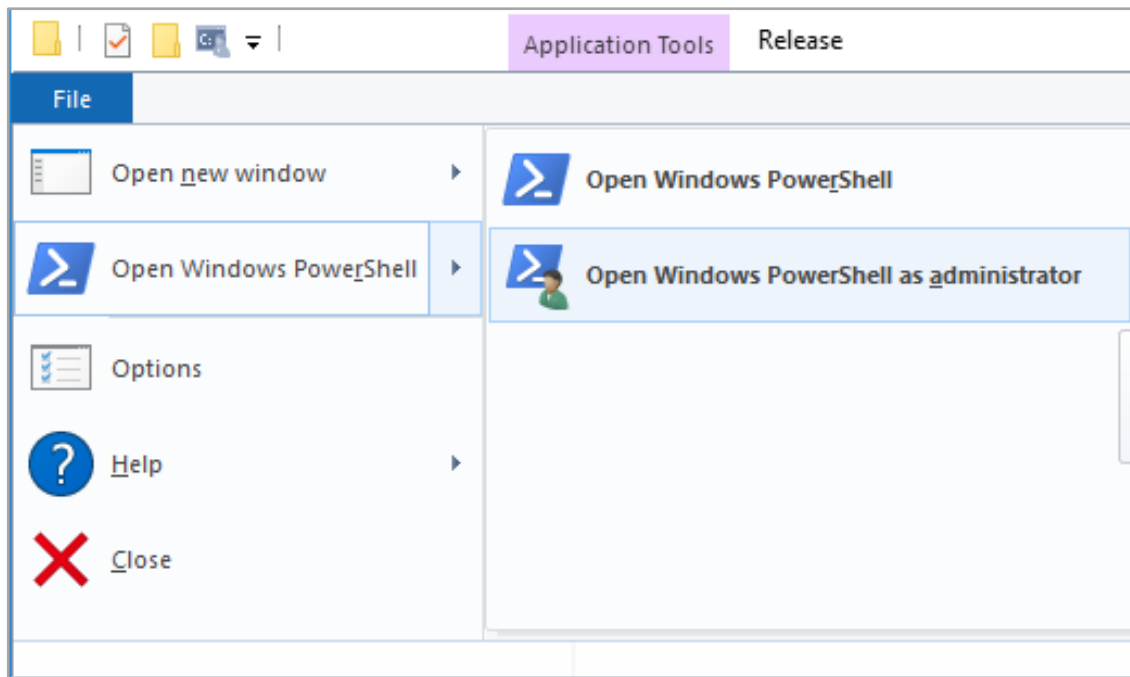 Application Tools
Release
File
Open new window
Open Windows PowerShell
Options
Help
Close
Open Windows PowerShell
Open Windows PowerShell as administrator